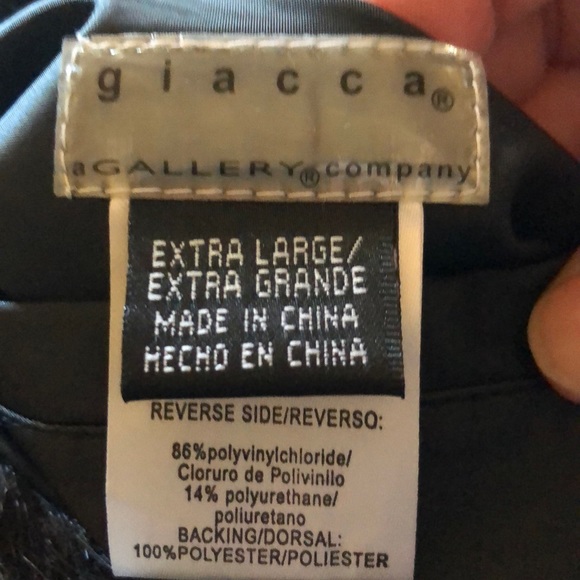 giacca®
a GALLERY® company
EXTRA LARGE/
EXTRA GRANDE
MADE IN CHINA
HECHO EN CHINA
REVERSE SIDE/REVERSO:
86%polyvinylchloride/
Cloruro de Polivinilo
14% polyurethane/
poliuretano
BACKING/DORSAL:
100%POLYESTER/POLIESTER